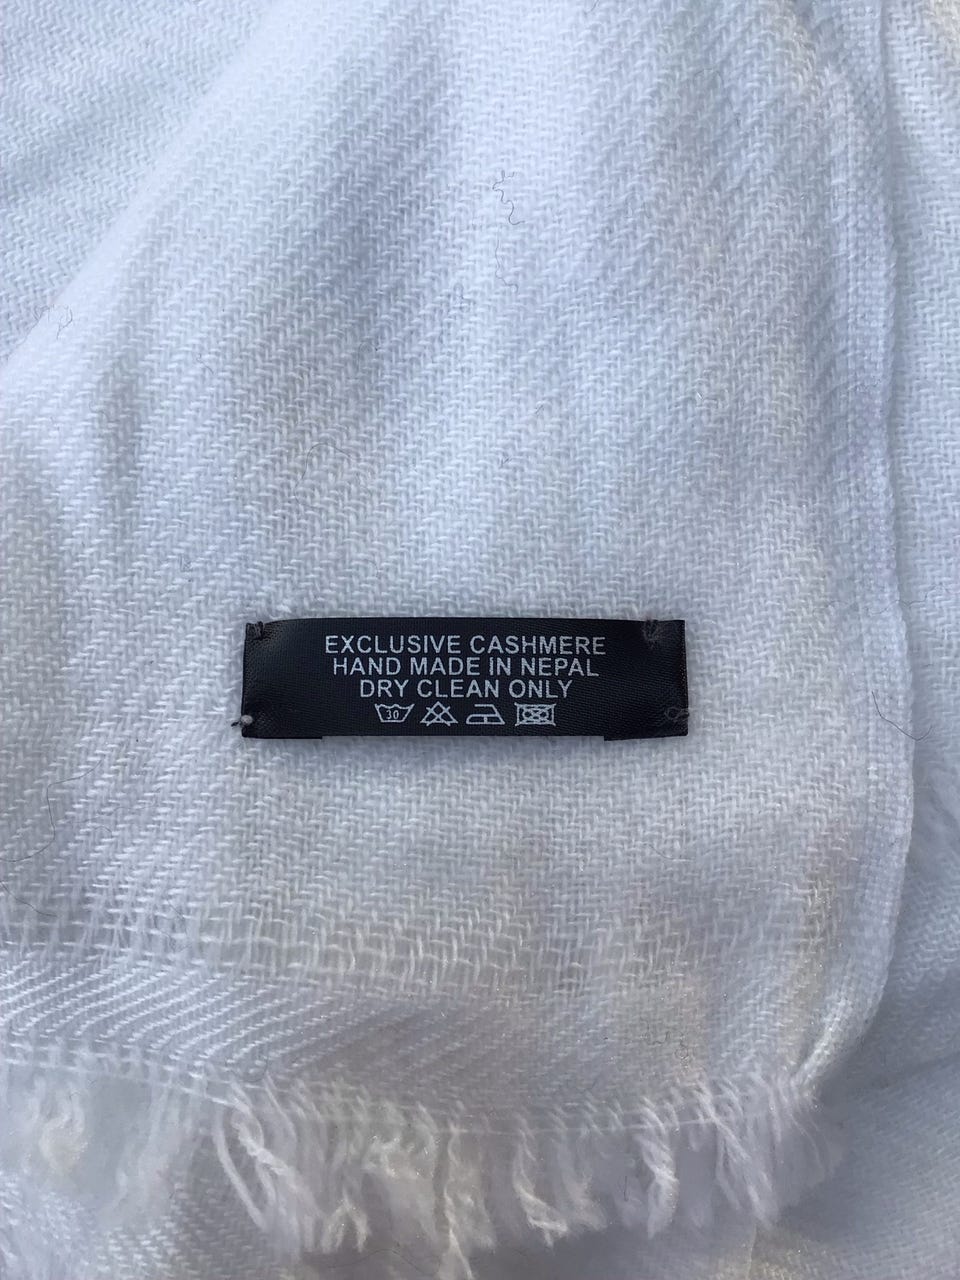 EXCLUSIVE CASHMERE
HAND MADE IN NEPAL
DRY CLEAN ONLY
30